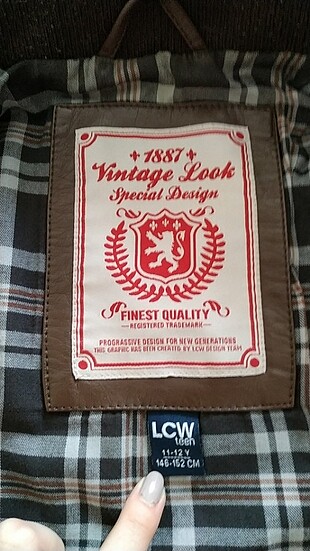 1887
Vintage Look
Special Design
FINEST QUALITY
REGISTERED TRADEMARK
PROGRASSIVE DESIGN FOR NEW GENERATIONS
THIS GRAPHIC HAS BEEN CREATED BY LCW DESIGN TEAM
LCW
teen
11-12 Y
146-152 CM